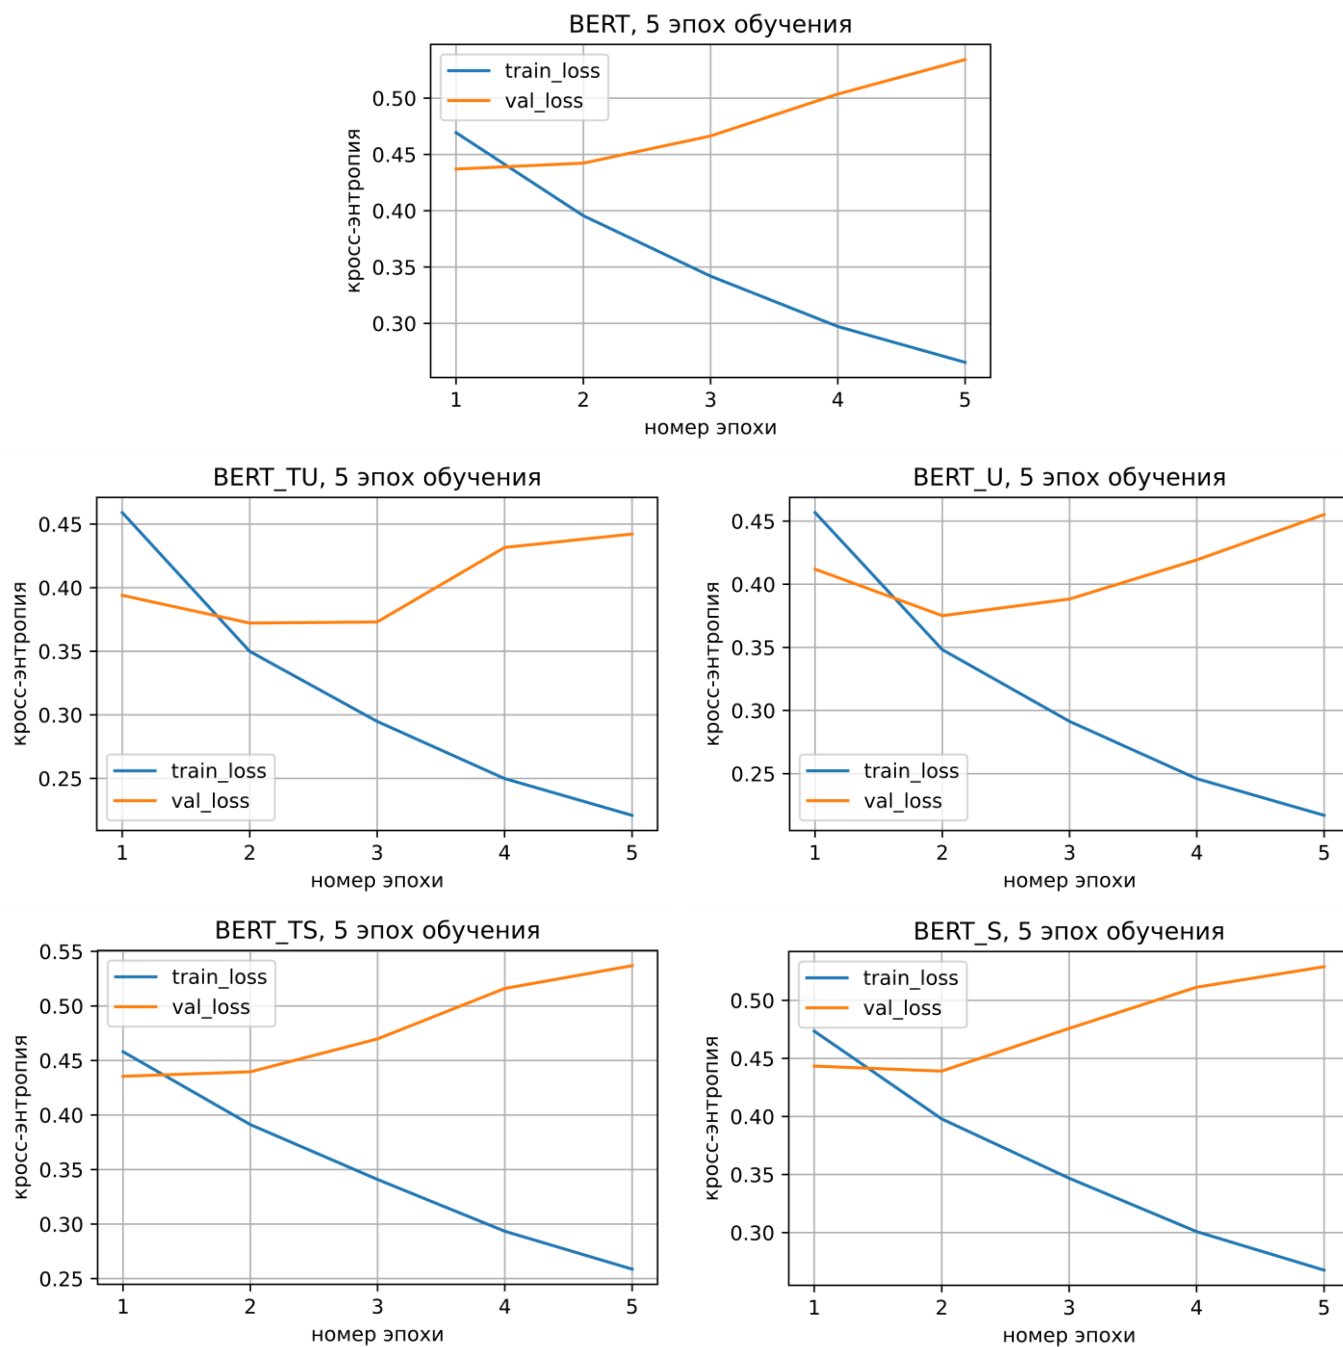 BERT, 5 эпох обучения
train_loss
val_loss
0.50
0.45
0.40
0.35
0.30
кросс-энтропия
1 2 3 4 5
номер эпохи
BERT_TU, 5 эпох обучения
0.45
0.40
0.35
0.30
0.25
кросс-энтропия
train_loss
val_loss
1 2 3 4 5
номер эпохи
BERT_U, 5 эпох обучения
0.45
0.40
0.35
0.30
0.25
кросс-энтропия
train_loss
val_loss
1 2 3 4 5
номер эпохи
BERT_TS, 5 эпох обучения
train_loss
val_loss
0.55
0.50
0.45
0.40
0.35
0.30
0.25
кросс-энтропия
1 2 3 4 5
номер эпохи
BERT_S, 5 эпох обучения
train_loss
val_loss
0.50
0.45
0.40
0.35
0.30
кросс-энтропия
1 2 3 4 5
номер эпохи